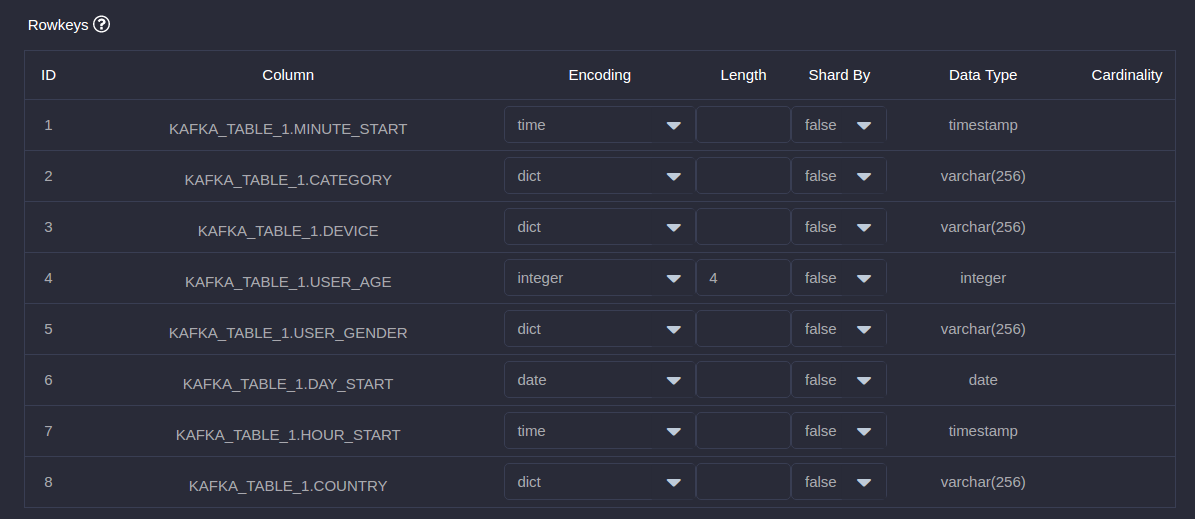 Rowkeys ?
ID Column Encoding Length Shard By Data Type Cardinality
1 KAFKA_TABLE_1.MINUTE_START time false timestamp
2 KAFKA_TABLE_1.CATEGORY dict false varchar(256)
3 KAFKA_TABLE_1.DEVICE dict false varchar(256)
4 KAFKA_TABLE_1.USER_AGE integer 4 false integer
5 KAFKA_TABLE_1.USER_GENDER dict false varchar(256)
6 KAFKA_TABLE_1.DAY_START date false date
7 KAFKA_TABLE_1.HOUR_START time false timestamp
8 KAFKA_TABLE_1.COUNTRY dict false varchar(256)